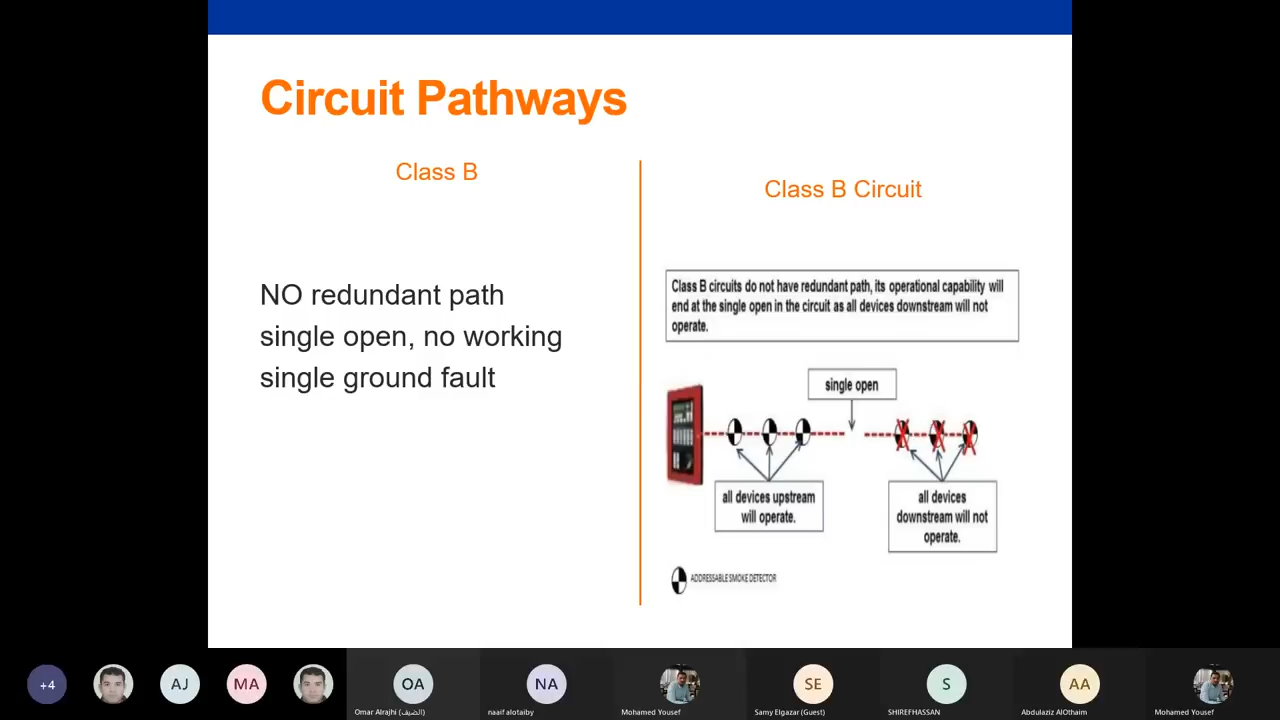 Circuit Pathways
Class B
NO redundant path
single open, no working
single ground fault
Class B Circuit
Class B circuits do not have redundant path, its operational capability will
end at the single open in the circuit as all devices downstream will not
operate.
single open
all devices upstream
will operate.
all devices
downstream will not
operate.
ADDRESSABLE SMOKE DETECTOR
+4
AJ
MA
OA
Omar Alrajhi (الضيف)
NA
naaif alotaiby
Mohamed Yousef
SE
Samy Elgazar (Guest)
S
SHIREFHASSAN
AA
Abdulaziz AlOthaim
Mohamed Yousef